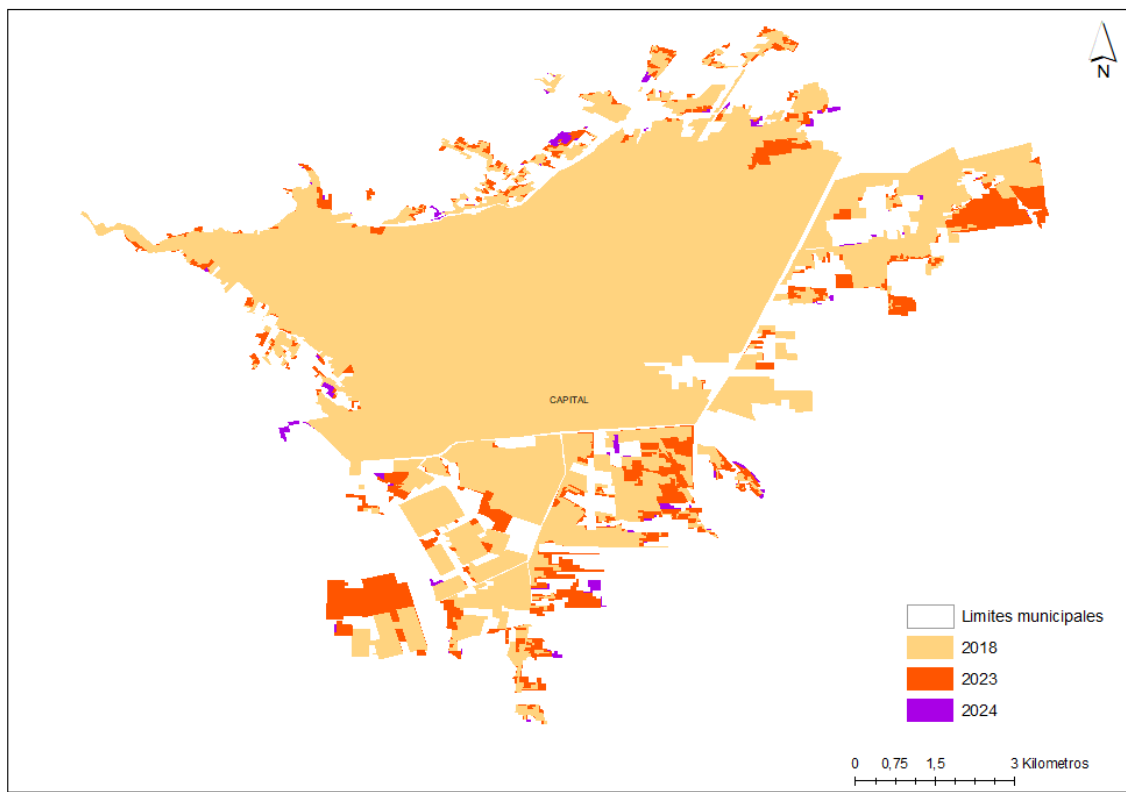 N
CAPITAL
Limites municipales
2018
2023
2024
0 0,75 1,5 3 Kilometros